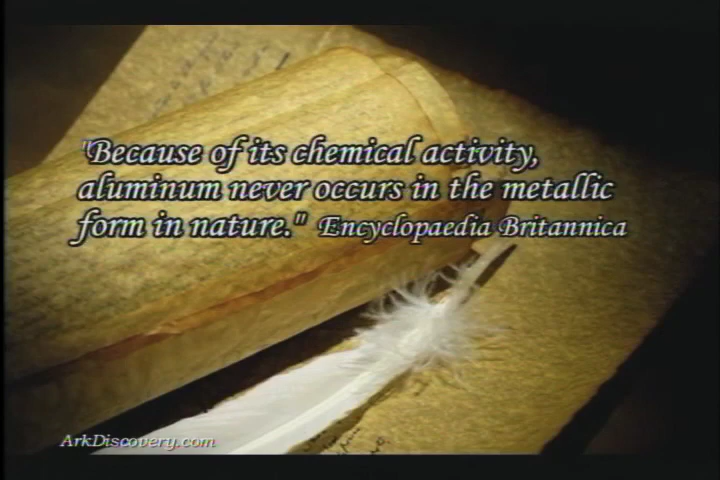 "Because of its chemical activity,
aluminum never occurs in the metallic
form in nature." Encyclopaedia Britannica
ArkDiscovery.com